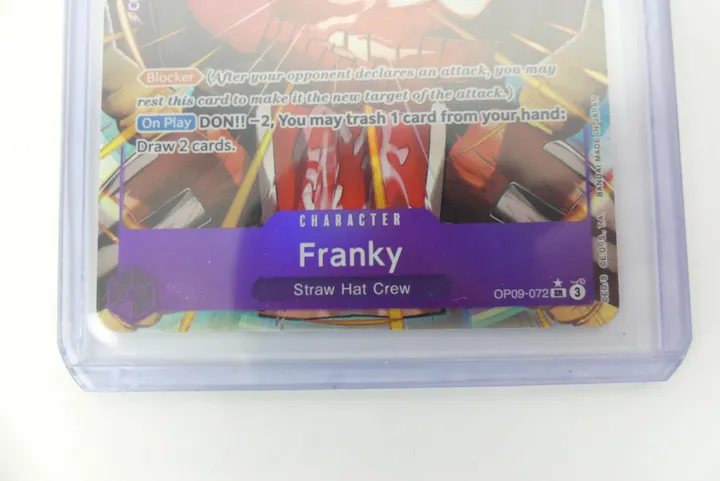 Blocker (After your opponent declares an attack, you may
rest this card to make it the new target of the attack.)
On Play DON!! −2, You may trash 1 card from your hand:
Draw 2 cards.
CHARACTER
Franky
Straw Hat Crew
OP09-072 SR 3
BANDAI MADE IN JAPAN